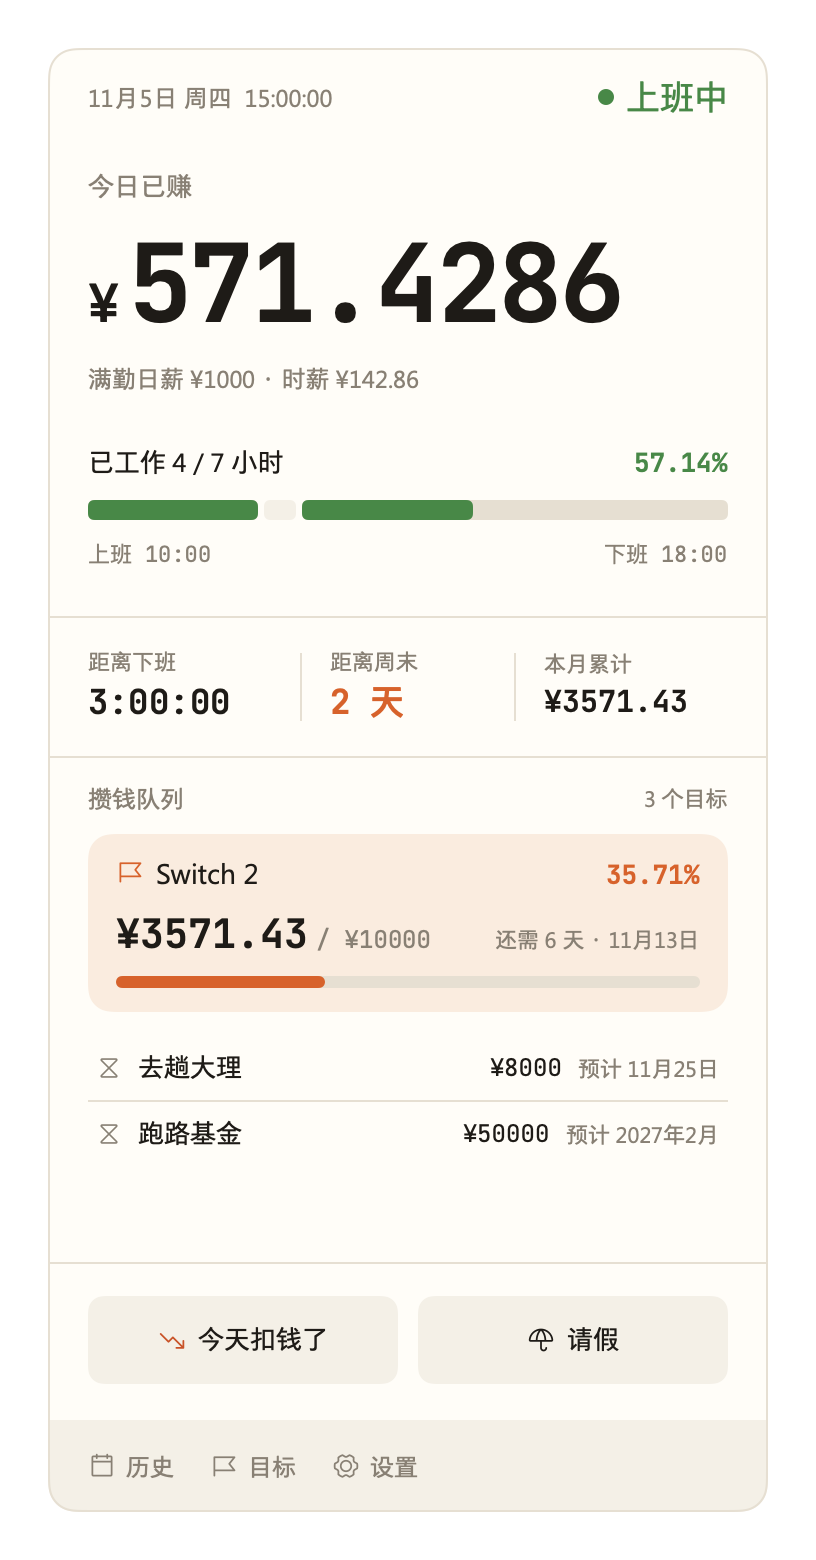 11月5日 周四 15:00:00
上班中
今日已赚
¥571.4286
满勤日薪 ¥1000 · 时薪 ¥142.86
已工作 4 / 7 小时
57.14%
上班 10:00
下班 18:00
距离下班
3:00:00
距离周末
2 天
本月累计
¥3571.43
攒钱队列
3 个目标
Switch 2
35.71%
¥3571.43 / ¥10000
还需 6 天 · 11月13日
去趟大理
¥8000 预计 11月25日
跑路基金
¥50000 预计 2027年2月
今天扣钱了
请假
历史
目标
设置